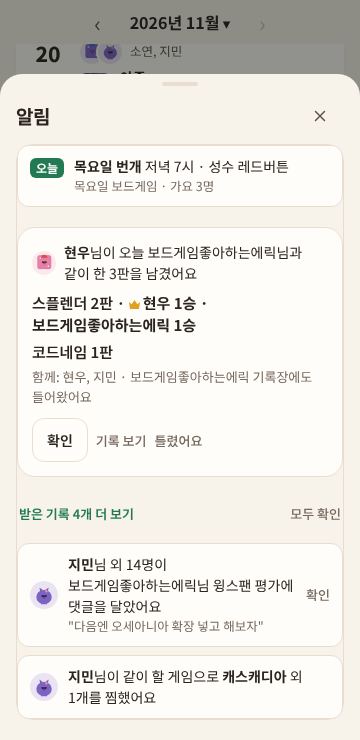 2026년 11월 ▾
20
소연, 지민
알림
오늘
목요일 번개 저녁 7시 · 성수 레드버튼
목요일 보드게임 · 가요 3명
현우님이 오늘 보드게임좋아하는에릭님과
같이 한 3판을 남겼어요
스플렌더 2판 · 현우 1승 ·
보드게임좋아하는에릭 1승
코드네임 1판
함께: 현우, 지민 · 보드게임좋아하는에릭 기록장에도
들어왔어요
확인
기록 보기
틀렸어요
받은 기록 4개 더 보기
모두 확인
지민님 외 14명이
보드게임좋아하는에릭님 윙스팬 평가에
댓글을 달았어요
"다음엔 오세아니아 확장 넣고 해보자"
확인
지민님이 같이 할 게임으로 캐스캐디아 외
1개를 찜했어요